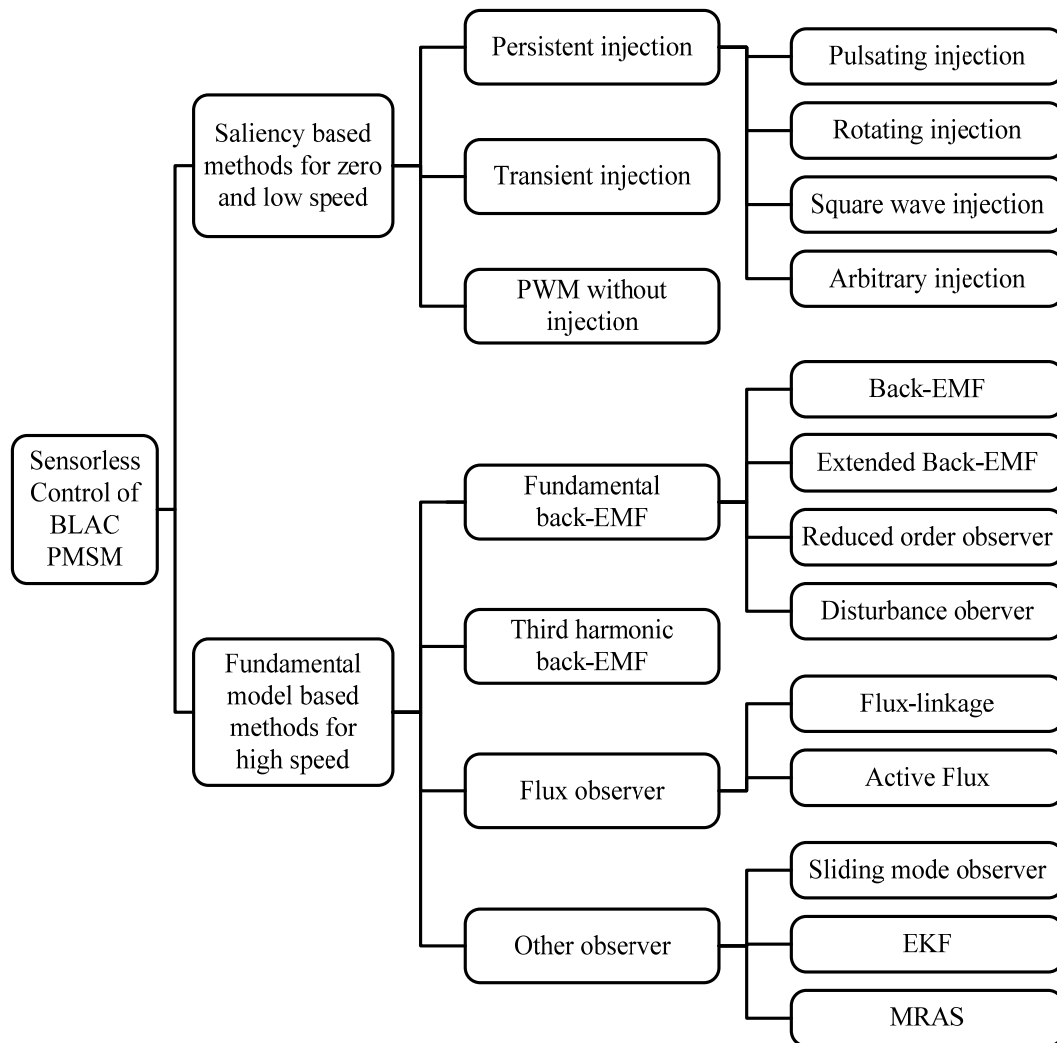 Sensorless
Control of
BLAC
PMSM
Saliency based
methods for zero
and low speed
Persistent injection
Pulsating injection
Rotating injection
Square wave injection
Arbitrary injection
Transient injection
PWM without
injection
Fundamental
model based
methods for
high speed
Fundamental
back-EMF
Back-EMF
Extended Back-EMF
Reduced order observer
Disturbance oberver
Third harmonic
back-EMF
Flux observer
Flux-linkage
Active Flux
Other observer
Sliding mode observer
EKF
MRAS